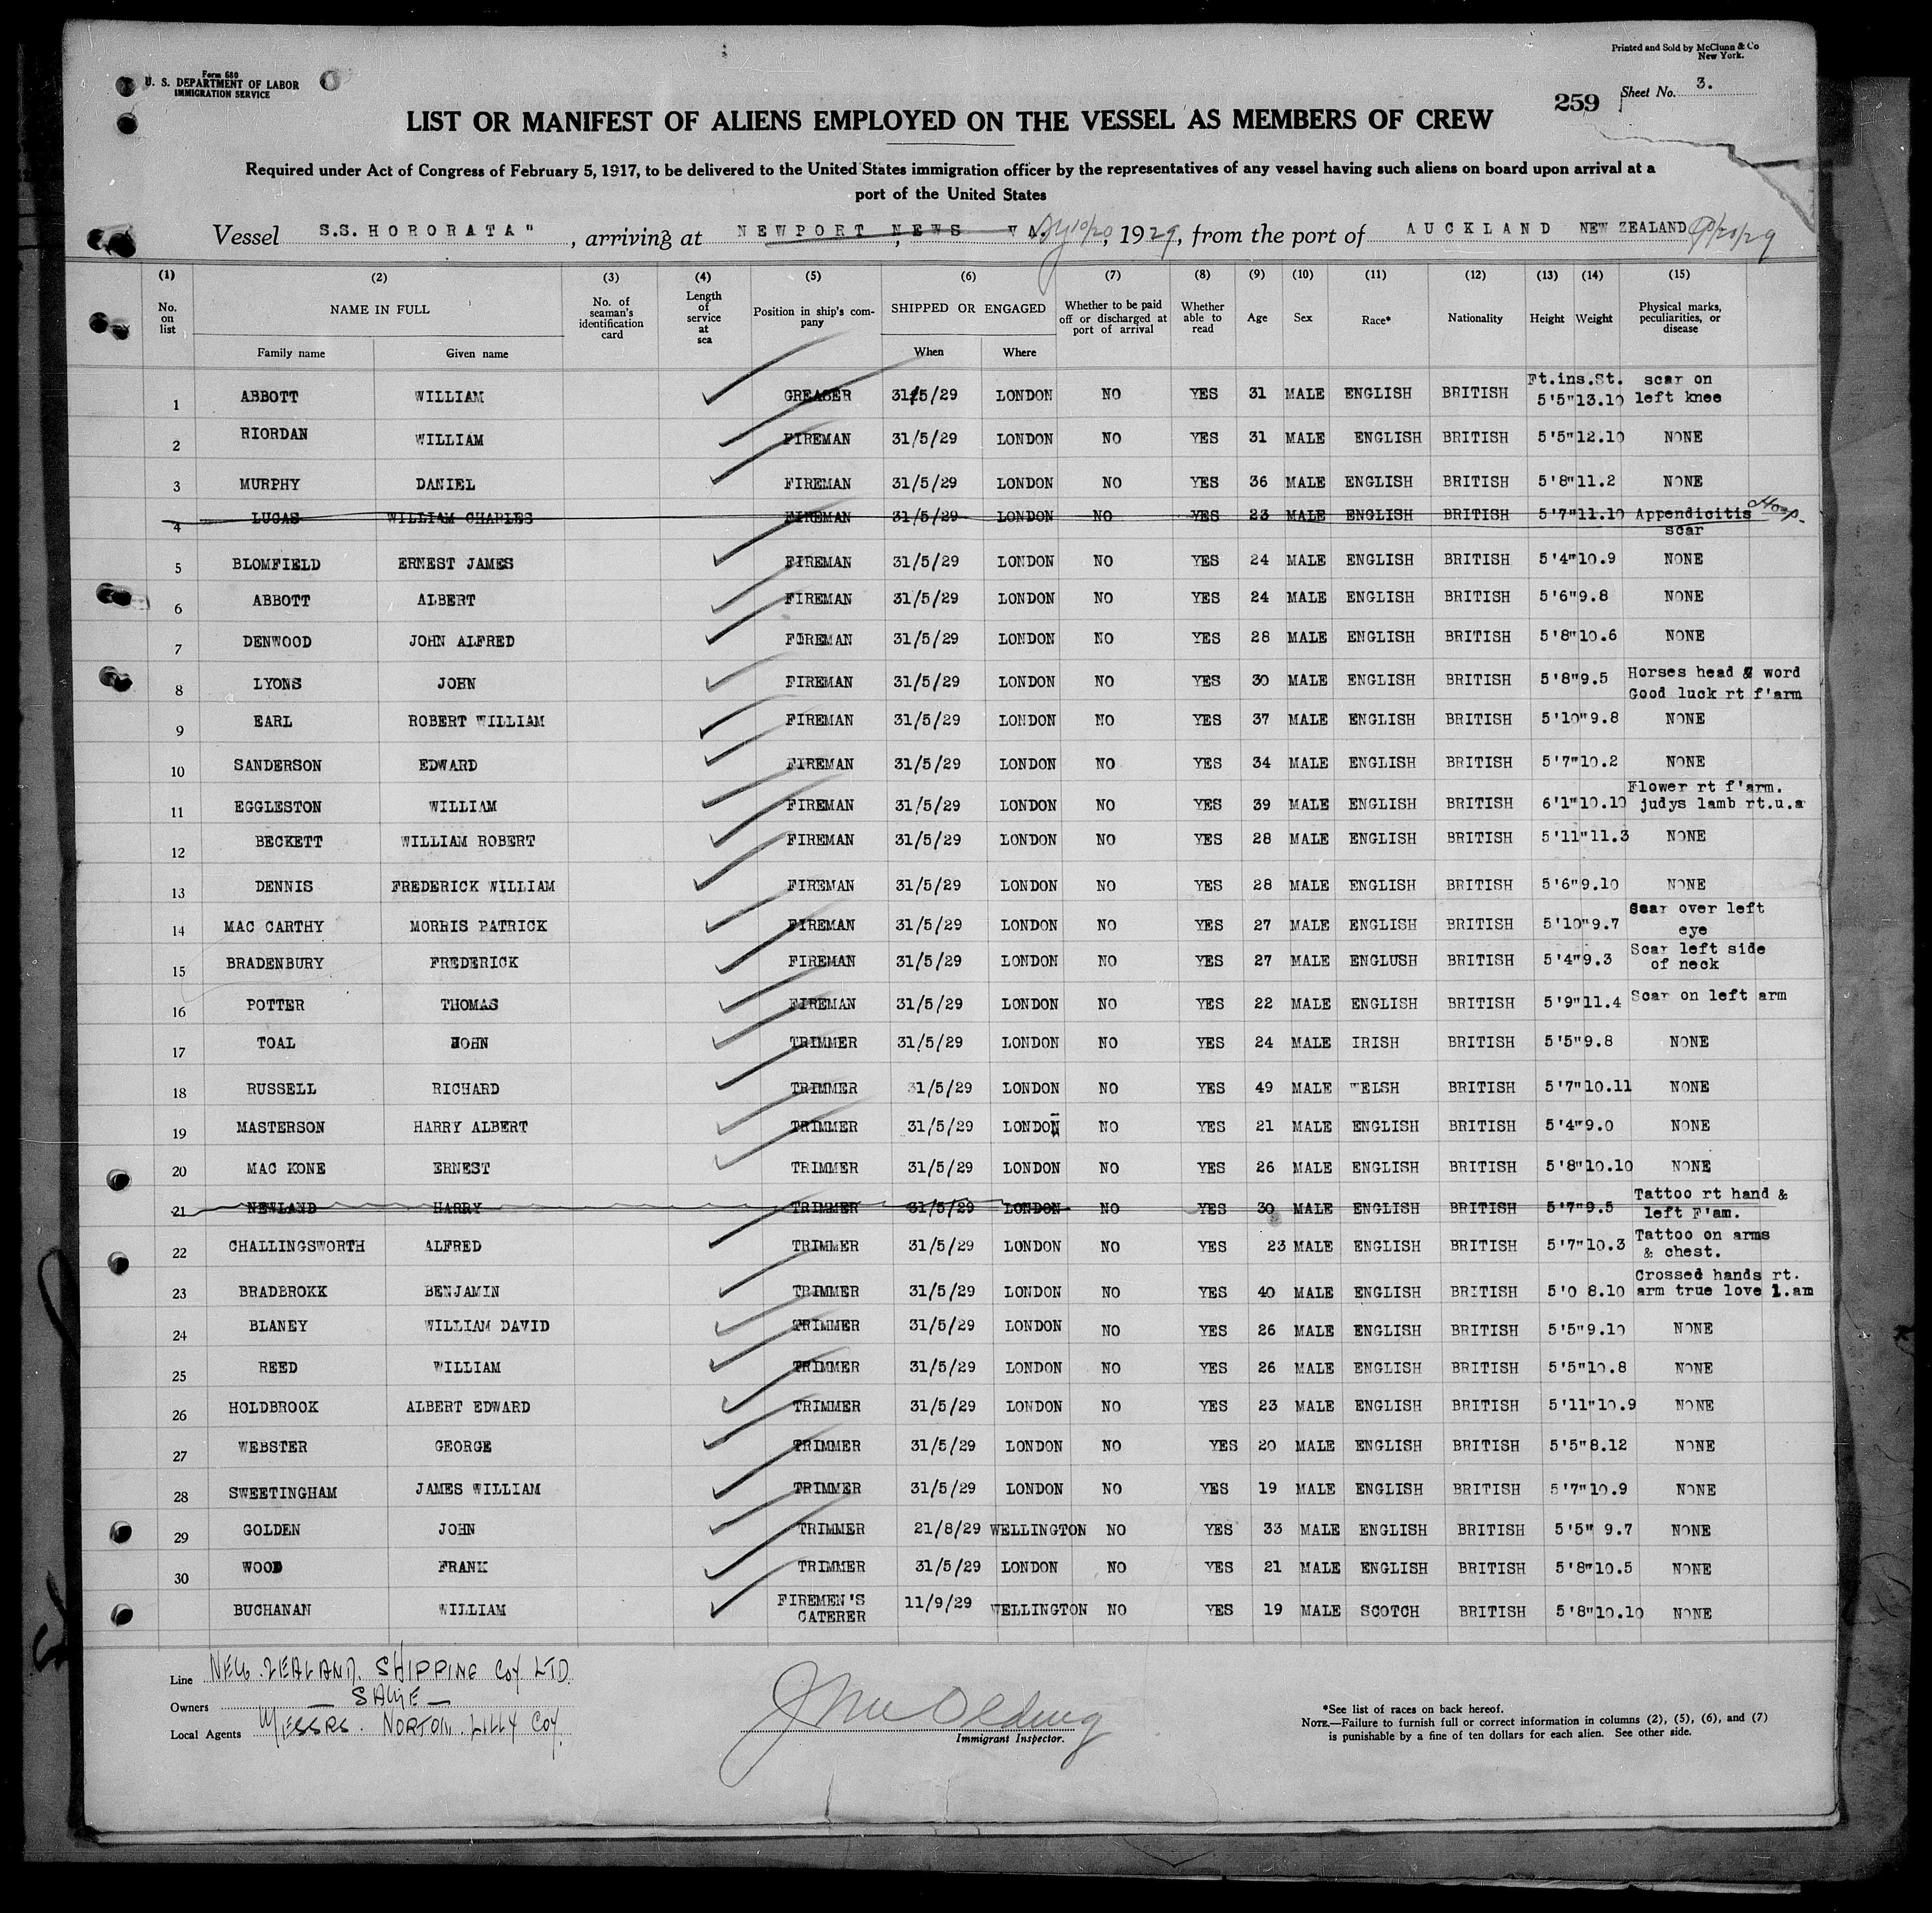 Printed and Sold by McClunn & Co
New York.
Form 680
U. S. DEPARTMENT OF LABOR
IMMIGRATION SERVICE
259
Sheet No. 3.
LIST OR MANIFEST OF ALIENS EMPLOYED ON THE VESSEL AS MEMBERS OF CREW
Required under Act of Congress of February 5, 1917, to be delivered to the United States immigration officer by the representatives of any vessel having such aliens on board upon arrival at a
port of the United States
Vessel S.S. HORORATA", arriving at NEWPORT, NEWS VA 10/20, 1929, from the port of AUCKLAND NEW ZEALAND 9/20/29
(1) (2) (3) (4) (5) (6) (7) (8) (9) (10) (11) (12) (13) (14) (15)
No. on list NAME IN FULL No. of seaman's identification card Length of service at sea Position in ship's company SHIPPED OR ENGAGED Whether to be paid off or discharged at port of arrival Whether able to read Age Sex Race* Nationality Height Weight Physical marks, peculiarities, or disease
Family name Given name When Where
Ft.ins.St.
1 ABBOTT WILLIAM GREASER 31/5/29 LONDON NO YES 31 MALE ENGLISH BRITISH 5'5" 13.10 scar on left knee
2 RIORDAN WILLIAM FIREMAN 31/5/29 LONDON NO YES 31 MALE ENGLISH BRITISH 5'5" 12.10 NONE
3 MURPHY DANIEL FIREMAN 31/5/29 LONDON NO YES 36 MALE ENGLISH BRITISH 5'8" 11.2 NONE
4 LUCAS WILLIAM CHARLES FIREMAN 31/5/29 LONDON NO YES 23 MALE ENGLISH BRITISH 5'7" 11.10 Appendicitis scar Hosp.
5 BLOMFIELD ERNEST JAMES FIREMAN 31/5/29 LONDON NO YES 24 MALE ENGLISH BRITISH 5'4" 10.9 NONE
6 ABBOTT ALBERT FIREMAN 31/5/29 LONDON NO YES 24 MALE ENGLISH BRITISH 5'6" 9.8 NONE
7 DENWOOD JOHN ALFRED FIREMAN 31/5/29 LONDON NO YES 28 MALE ENGLISH BRITISH 5'8" 10.6 NONE
8 LYONS JOHN FIREMAN 31/5/29 LONDON NO YES 30 MALE ENGLISH BRITISH 5'8" 9.5 Horses head & word Good luck rt f'arm
9 EARL ROBERT WILLIAM FIREMAN 31/5/29 LONDON NO YES 37 MALE ENGLISH BRITISH 5'10" 9.8 NONE
10 SANDERSON EDWARD FIREMAN 31/5/29 LONDON NO YES 34 MALE ENGLISH BRITISH 5'7" 10.2 NONE
11 EGGLESTON WILLIAM FIREMAN 31/5/29 LONDON NO YES 39 MALE ENGLISH BRITISH 6'1" 10.10 Flower rt f'arm. judys lamb rt.u.a
12 BECKETT WILLIAM ROBERT FIREMAN 31/5/29 LONDON NO YES 28 MALE ENGLISH BRITISH 5'11" 11.3 NONE
13 DENNIS FREDERICK WILLIAM FIREMAN 31/5/29 LONDON NO YES 28 MALE ENGLISH BRITISH 5'6" 9.10 NONE
14 MAC CARTHY MORRIS PATRICK FIREMAN 31/5/29 LONDON NO YES 27 MALE ENGLISH BRITISH 5'10" 9.7 Scar over left eye
15 BRADENBURY FREDERICK FIREMAN 31/5/29 LONDON NO YES 27 MALE ENGLUSH BRITISH 5'4" 9.3 Scar left side of neck
16 POTTER THOMAS FIREMAN 31/5/29 LONDON NO YES 22 MALE ENGLISH BRITISH 5'9" 11.4 Scar on left arm
17 TOAL JOHN TRIMMER 31/5/29 LONDON NO YES 24 MALE IRISH BRITISH 5'5" 9.8 NONE
18 RUSSELL RICHARD TRIMMER 31/5/29 LONDON NO YES 49 MALE WELSH BRITISH 5'7" 10.11 NONE
19 MASTERSON HARRY ALBERT TRIMMER 31/5/29 LONDON NO YES 21 MALE ENGLISH BRITISH 5'4" 9.0 NONE
20 MAC KONE ERNEST TRIMMER 31/5/29 LONDON NO YES 26 MALE ENGLISH BRITISH 5'8" 10.10 NONE
21 NEWLAND HARRY TRIMMER 31/5/29 LONDON NO YES 30 MALE ENGLISH BRITISH 5'7" 9.5 Tattoo rt hand & left F'am.
22 CHALLINGSWORTH ALFRED TRIMMER 31/5/29 LONDON NO YES 23 MALE ENGLISH BRITISH 5'7" 10.3 Tattoo on arms & chest.
23 BRADBROKK BENJAMIN TRIMMER 31/5/29 LONDON NO YES 40 MALE ENGLISH BRITISH 5'0 8.10 Crossed hands rt. arm true love l.am
24 BLANEY WILLIAM DAVID TRIMMER 31/5/29 LONDON NO YES 26 MALE ENGLISH BRITISH 5'5" 9.10 NONE
25 REED WILLIAM TRIMMER 31/5/29 LONDON NO YES 26 MALE ENGLISH BRITISH 5'5" 10.8 NONE
26 HOLDBROOK ALBERT EDWARD TRIMMER 31/5/29 LONDON NO YES 23 MALE ENGLISH BRITISH 5'11" 10.9 NONE
27 WEBSTER GEORGE TRIMMER 31/5/29 LONDON NO YES 20 MALE ENGLISH BRITISH 5'5" 8.12 NONE
28 SWEETINGHAM JAMES WILLIAM TRIMMER 31/5/29 LONDON NO YES 19 MALE ENGLISH BRITISH 5'7" 10.9 NONE
29 GOLDEN JOHN TRIMMER 21/8/29 WELLINGTON NO YES 33 MALE ENGLISH BRITISH 5'5" 9.7 NONE
30 WOOD FRANK TRIMMER 31/5/29 LONDON NO YES 21 MALE ENGLISH BRITISH 5'8" 10.5 NONE
BUCHANAN WILLIAM FIREMEN'S CATERER 11/9/29 WELLINGTON NO YES 19 MALE SCOTCH BRITISH 5'8" 10.10 NONE
Line NEW ZEALAND SHIPPING Coy LTD.
Owners — SAME —
Local Agents MESSRS. NORTON. LILLY COY.
Immigrant Inspector.
*See list of races on back hereof.
NOTE.—Failure to furnish full or correct information in columns (2), (5), (6), and (7)
is punishable by a fine of ten dollars for each alien. See other side.